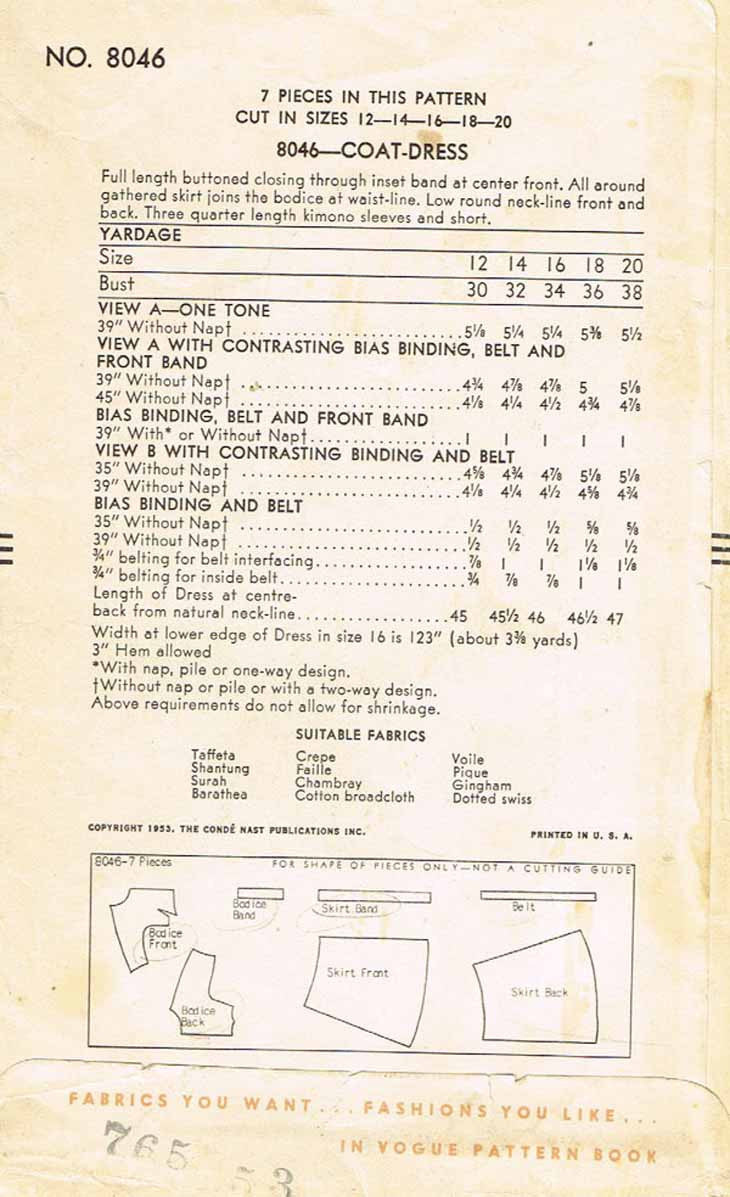 NO. 8046
7 PIECES IN THIS PATTERN
CUT IN SIZES 12—14—16—18—20
8046—COAT-DRESS
Full length buttoned closing through inset band at center front. All around
gathered skirt joins the bodice at waist-line. Low round neck-line front and
back. Three quarter length kimono sleeves and short.
YARDAGE
Size 12 14 16 18 20
Bust 30 32 34 36 38
VIEW A—ONE TONE
39" Without Nap† ........................ 5⅛ 5¼ 5¼ 5⅜ 5½
VIEW A WITH CONTRASTING BIAS BINDING, BELT AND
FRONT BAND
39" Without Nap† ........................ 4¾ 4⅞ 4⅞ 5 5⅛
45" Without Nap† ........................ 4⅛ 4¼ 4½ 4¾ 4⅞
BIAS BINDING, BELT AND FRONT BAND
39" With* or Without Nap†................ 1 1 1 1 1
VIEW B WITH CONTRASTING BINDING AND BELT
35" Without Nap† ........................ 4⅝ 4¾ 4⅞ 5⅛ 5⅛
39" Without Nap† ........................ 4⅛ 4¼ 4½ 4⅝ 4¾
BIAS BINDING AND BELT
35" Without Nap† ........................ ½ ½ ½ ⅝ ⅝
39" Without Nap† ........................ ½ ½ ½ ½ ½
¾" belting for belt interfacing................. ⅞ 1 1 1⅛ 1⅛
¾" belting for inside belt..................... ¾ ⅞ ⅞ 1 1
Length of Dress at centre-
back from natural neck-line................. 45 45½ 46 46½ 47
Width at lower edge of Dress in size 16 is 123" (about 3⅜ yards)
3" Hem allowed
*With nap, pile or one-way design.
†Without nap or pile or with a two-way design.
Above requirements do not allow for shrinkage.
SUITABLE FABRICS
Taffeta Crepe Voile
Shantung Faille Pique
Surah Chambray Gingham
Barathea Cotton broadcloth Dotted swiss
COPYRIGHT 1953, THE CONDÉ NAST PUBLICATIONS INC. PRINTED IN U. S. A.
8046-7 Pieces FOR SHAPE OF PIECES ONLY—NOT A CUTTING GUIDE
Bodice
Front
Bodice
Band
Skirt Band
Belt
Bodice
Back
Skirt Front
Skirt Back
FABRICS YOU WANT... FASHIONS YOU LIKE...
IN VOGUE PATTERN BOOK
765
53